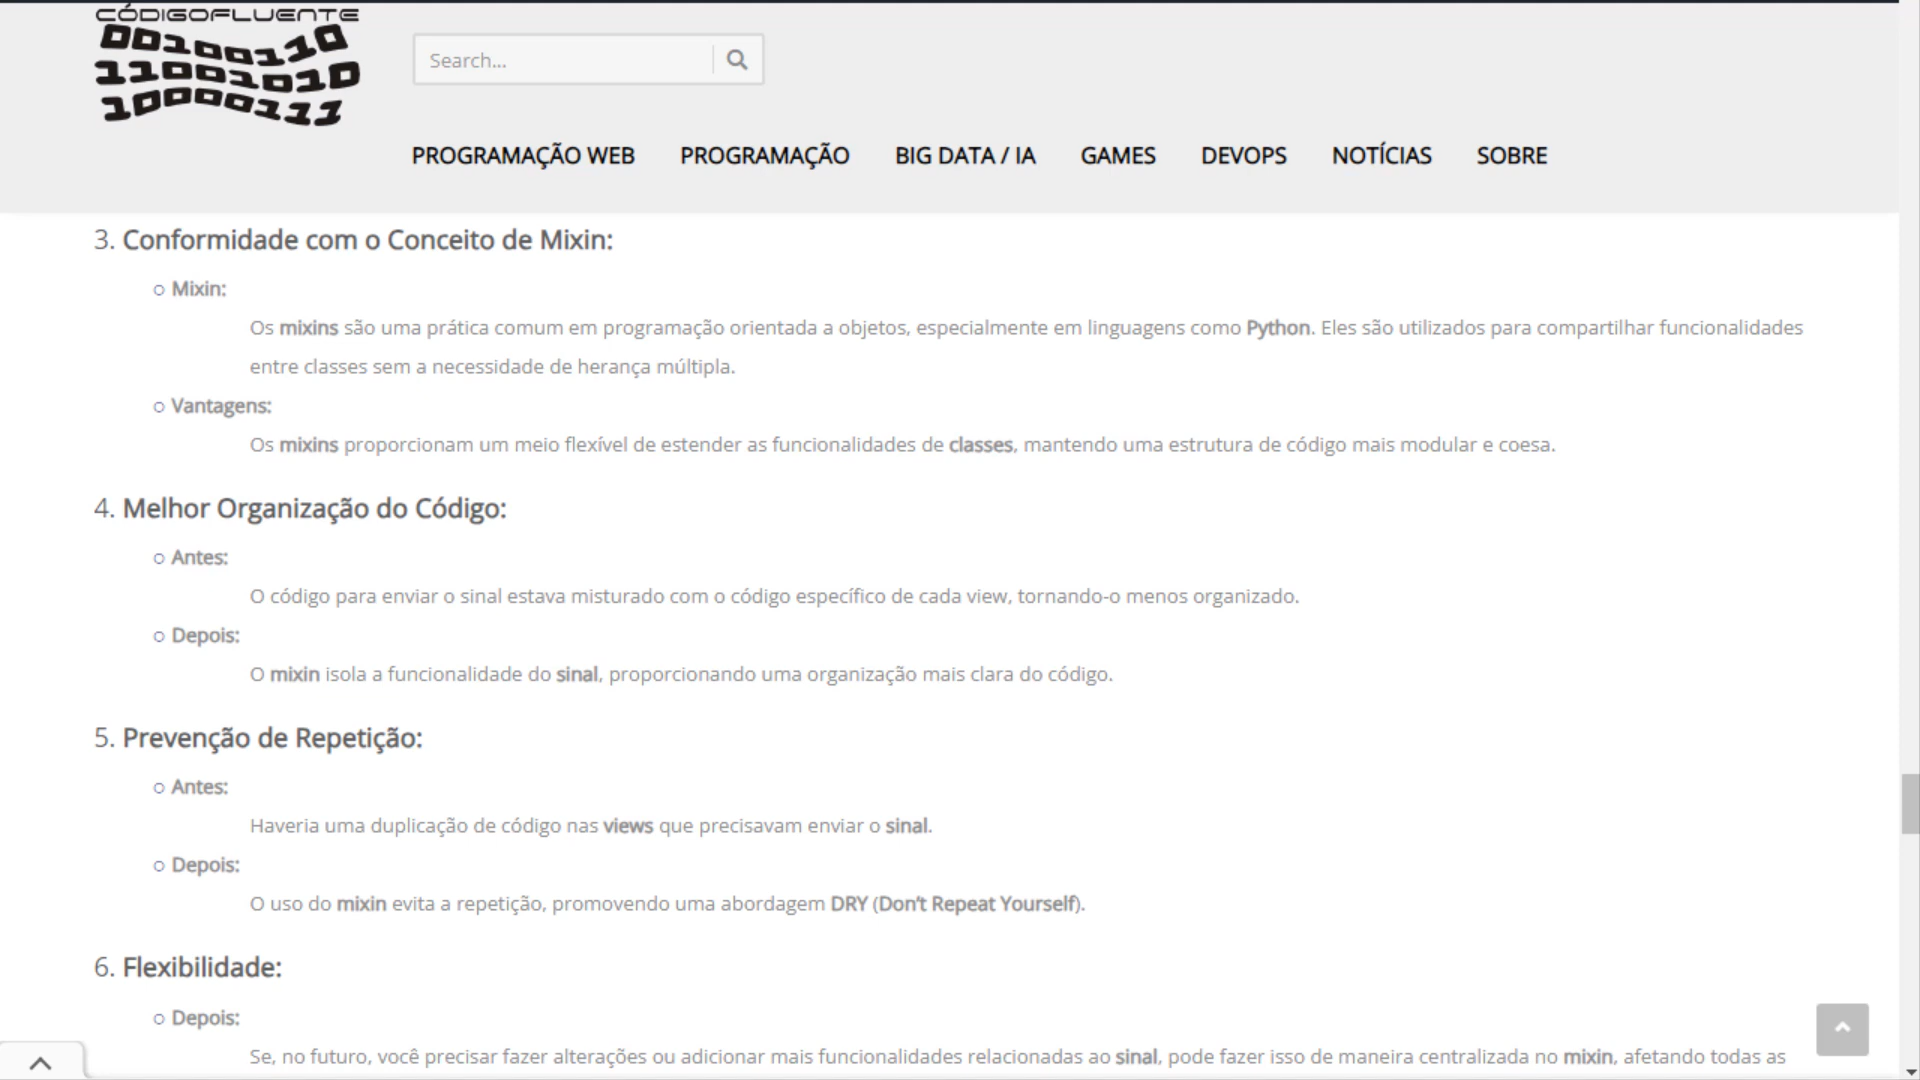 CÓDIGOFLUENTE
00100110
11001010
10000111
Search...
PROGRAMAÇÃO WEB PROGRAMAÇÃO BIG DATA / IA GAMES DEVOPS NOTÍCIAS SOBRE
3. Conformidade com o Conceito de Mixin:
○ Mixin:
Os mixins são uma prática comum em programação orientada a objetos, especialmente em linguagens como Python. Eles são utilizados para compartilhar funcionalidades
entre classes sem a necessidade de herança múltipla.
○ Vantagens:
Os mixins proporcionam um meio flexível de estender as funcionalidades de classes, mantendo uma estrutura de código mais modular e coesa.
4. Melhor Organização do Código:
○ Antes:
O código para enviar o sinal estava misturado com o código específico de cada view, tornando-o menos organizado.
○ Depois:
O mixin isola a funcionalidade do sinal, proporcionando uma organização mais clara do código.
5. Prevenção de Repetição:
○ Antes:
Haveria uma duplicação de código nas views que precisavam enviar o sinal.
○ Depois:
O uso do mixin evita a repetição, promovendo uma abordagem DRY (Don't Repeat Yourself).
6. Flexibilidade:
○ Depois:
Se, no futuro, você precisar fazer alterações ou adicionar mais funcionalidades relacionadas ao sinal, pode fazer isso de maneira centralizada no mixin, afetando todas as